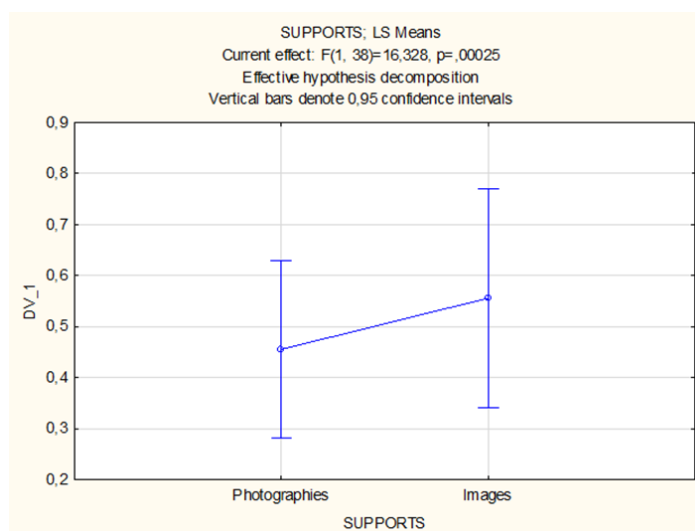 SUPPORTS; LS Means
Current effect: F(1, 38)=16,328, p=,00025
Effective hypothesis decomposition
Vertical bars denote 0,95 confidence intervals
0,9
0,8
0,7
0,6
0,5
0,4
0,3
0,2
DV_1
Photographies Images
SUPPORTS